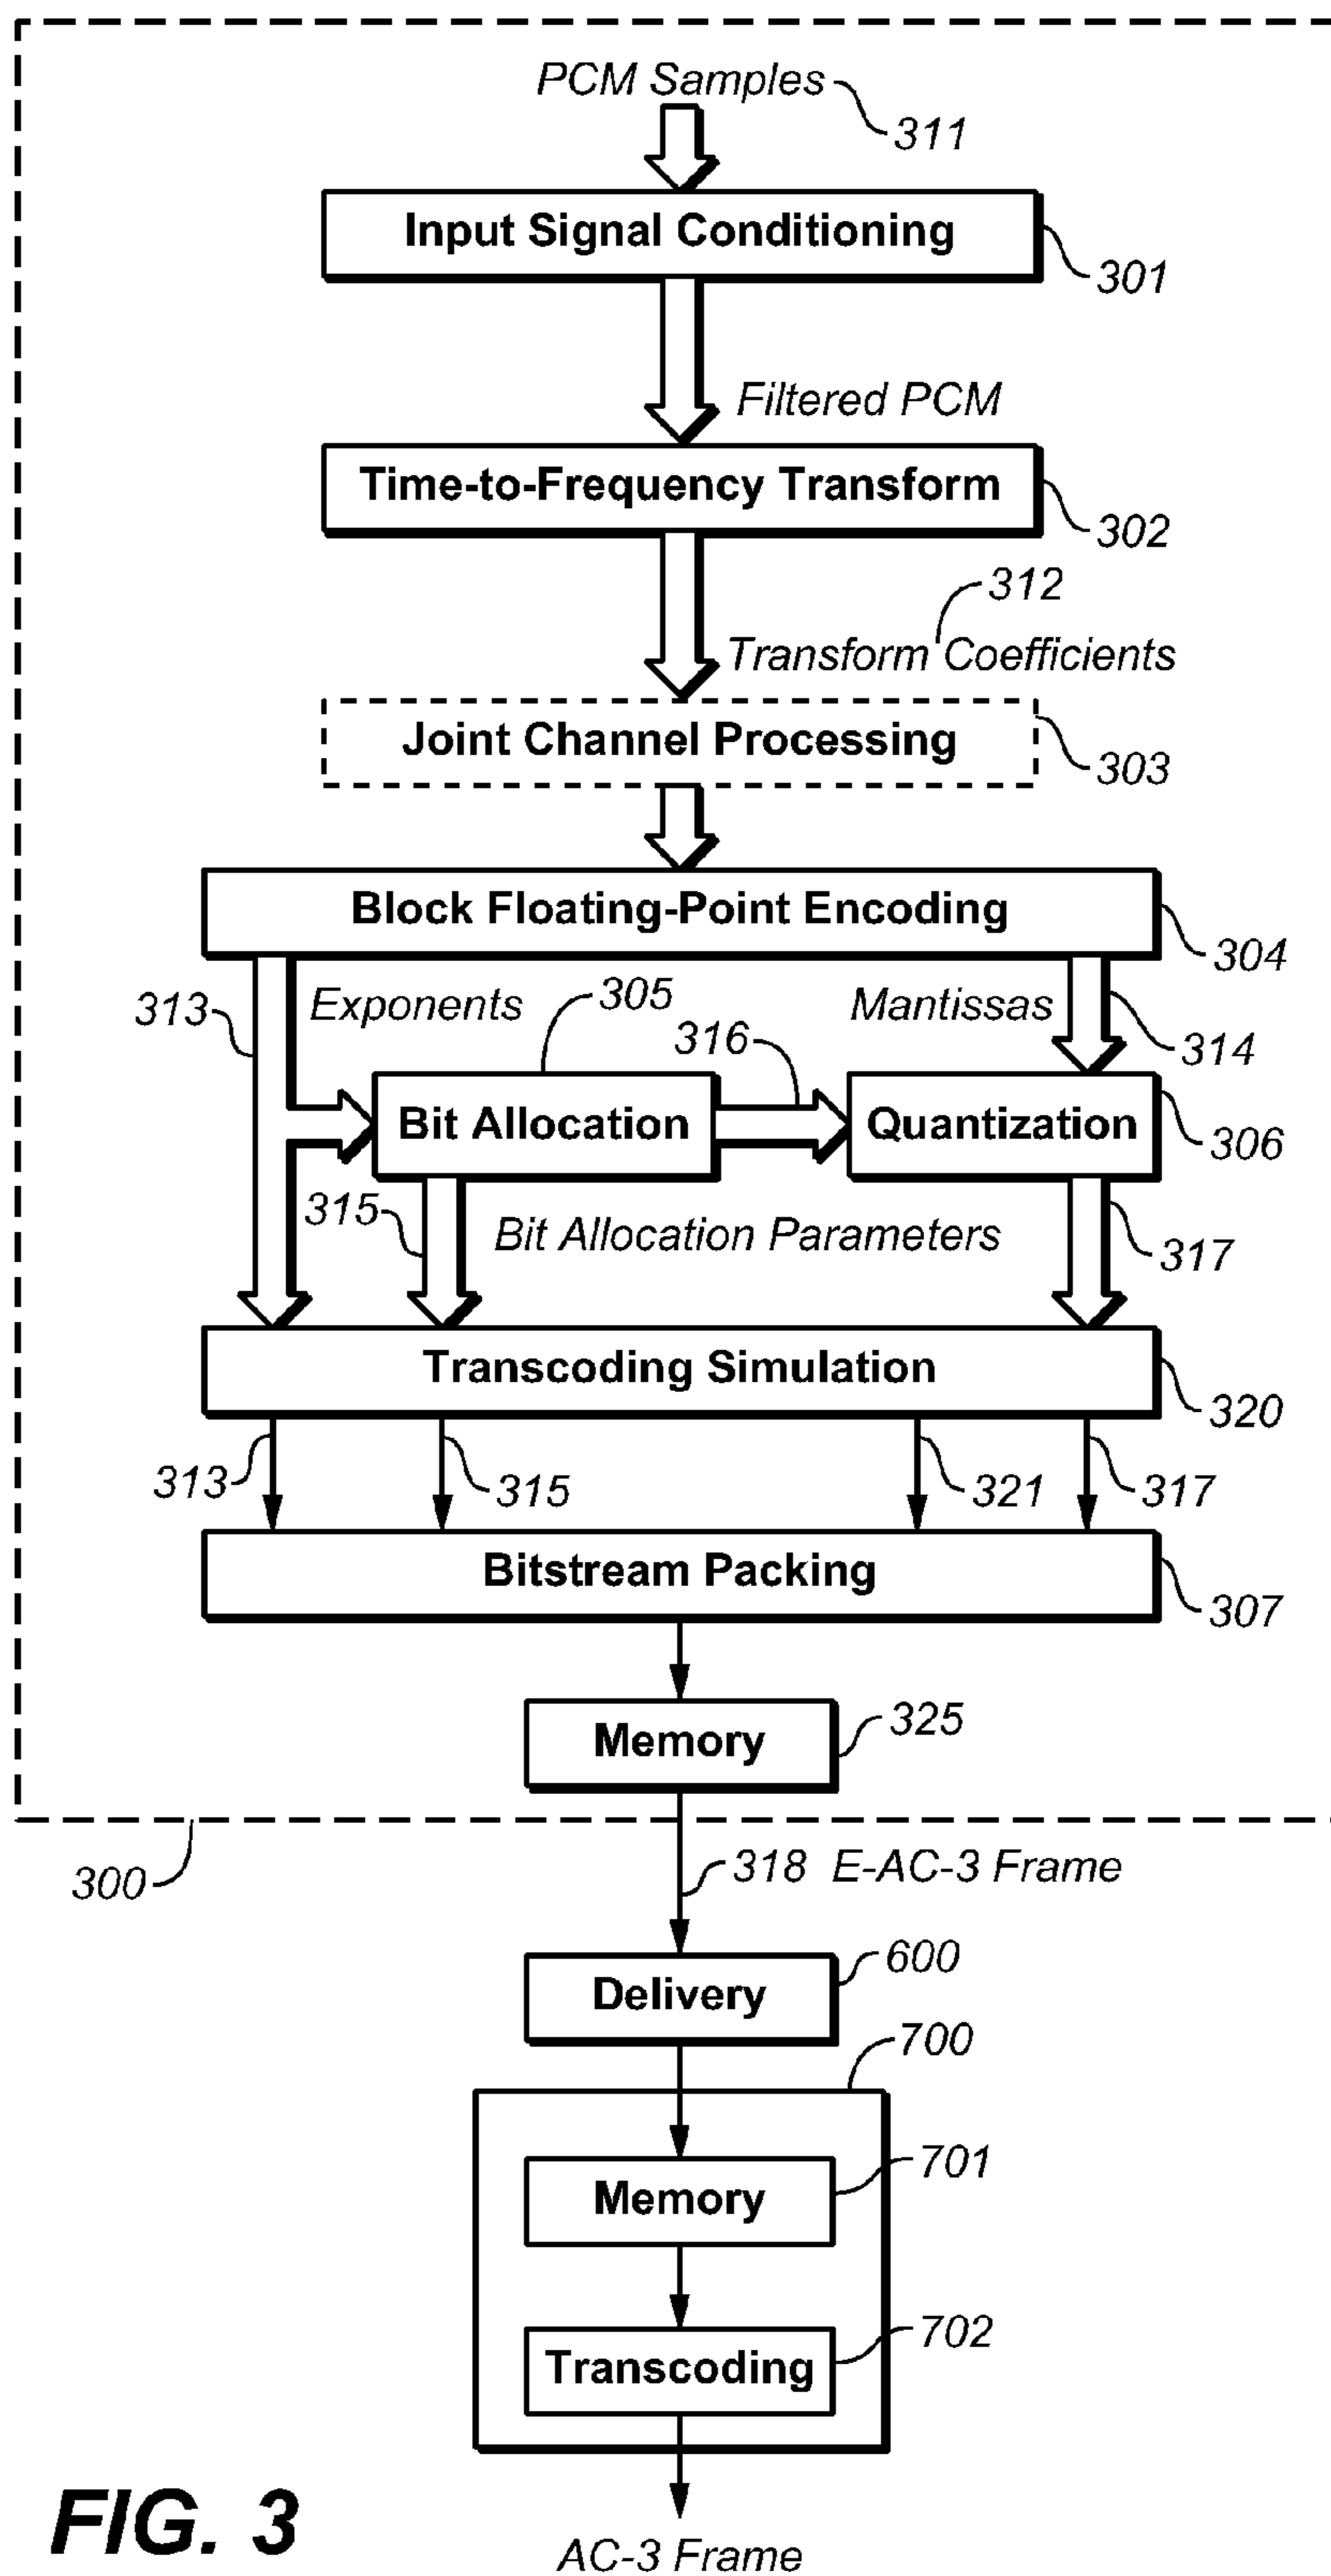 PCM Samples
311
Input Signal Conditioning
301
Filtered PCM
Time-to-Frequency Transform
302
312
Transform Coefficients
Joint Channel Processing
303
Block Floating-Point Encoding
304
313
Exponents
305
316
Mantissas
314
Bit Allocation
Quantization
306
315
Bit Allocation Parameters
317
Transcoding Simulation
320
313
315
321
317
Bitstream Packing
307
Memory
325
300
318 E-AC-3 Frame
Delivery
600
700
Memory
701
Transcoding
702
FIG. 3
AC-3 Frame